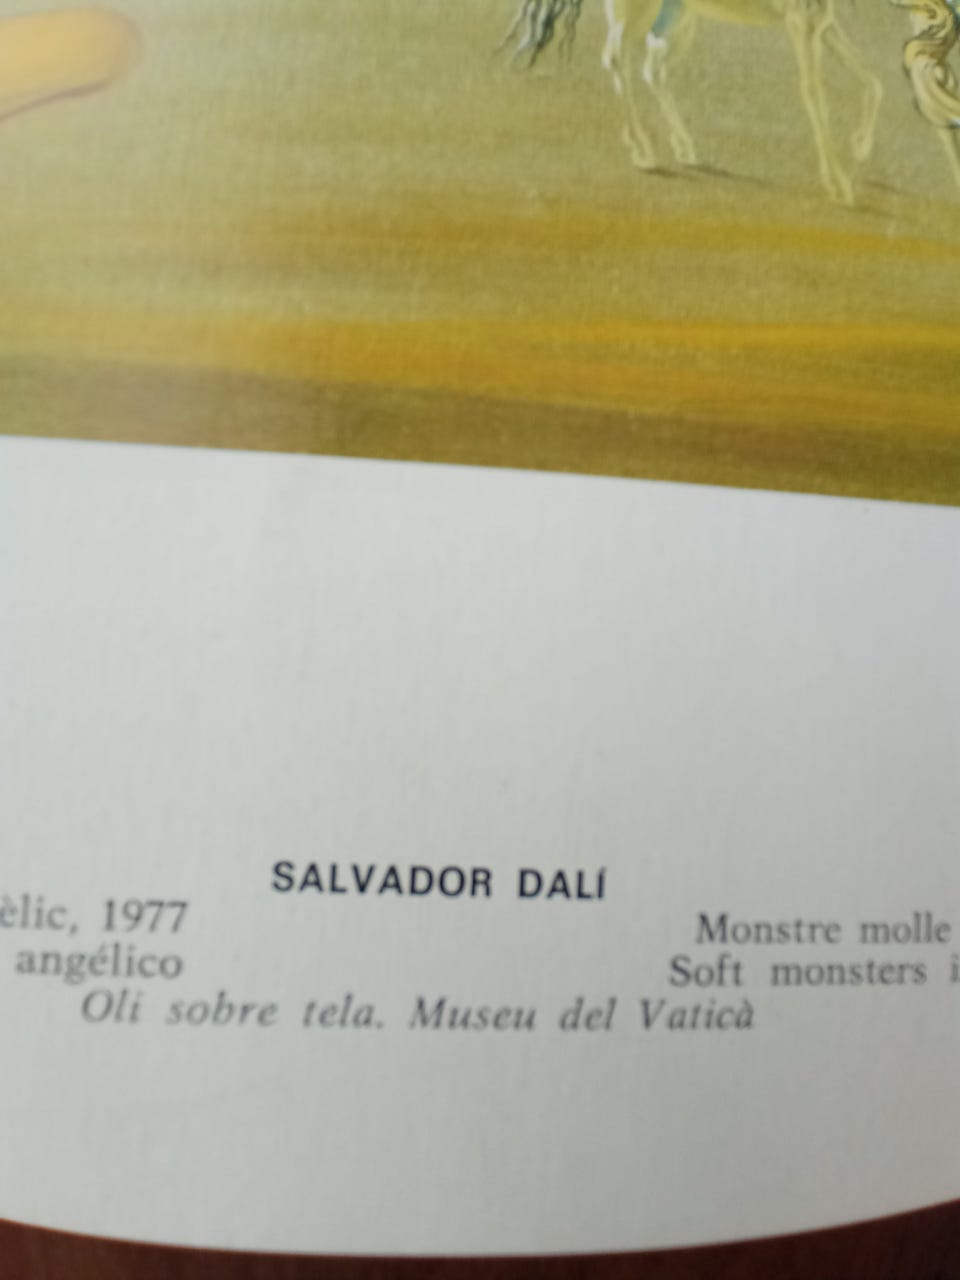 SALVADOR DALÍ
èlic, 1977 Monstre molle
angélico Soft monsters i
Oli sobre tela. Museu del Vaticà